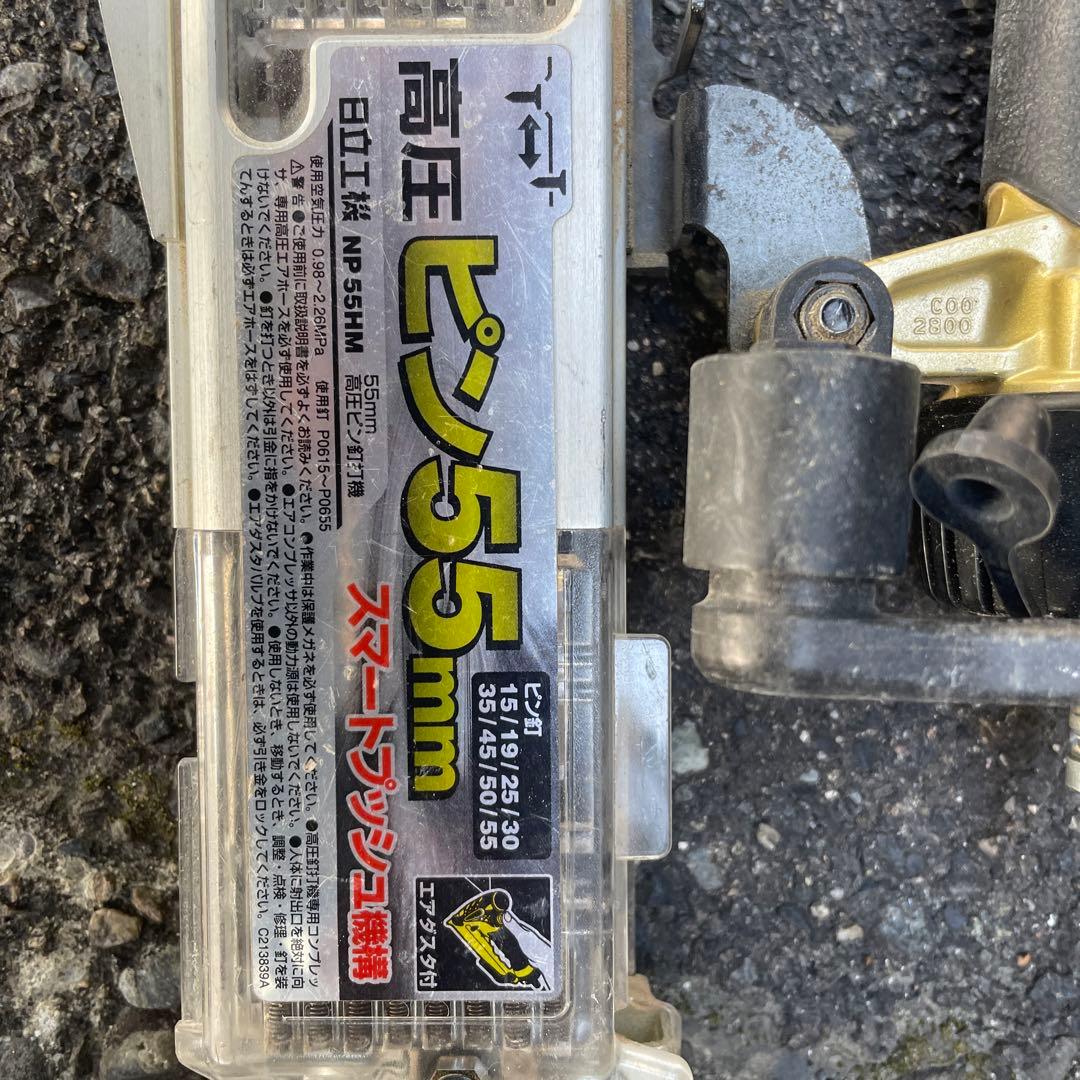 高圧ピン55mm
ピン釘
15/19/25/30
35/45/50/55
エアダスタ付
日立工機 NP55HM
55mm
高圧ピン釘打機
スマートプッシュ機構
使用空気圧力 0.98～2.26MPa 使用釘 P0615～P0655
⚠警告 ●ご使用前に取扱説明書を必ずよくお読みください。●作業中は保護メガネを必ず使用してください。●高圧釘打機専用コンプレッ
サ、専用高圧エアホースを必ず使用してください。●エアコンプレッサ以外の動力源は使用しないでください。●人体に射出口を絶対に向
けないでください。●釘を打つとき以外は引金に指をかけないでください。●使用しないとき、移動するとき、調整・点検・修理・釘を装
てんするときは必ずエアホースをはずしてください。●エアダスタバルブを使用するときは、必ず引き金をロックしてください。 C213839A
C00
2800